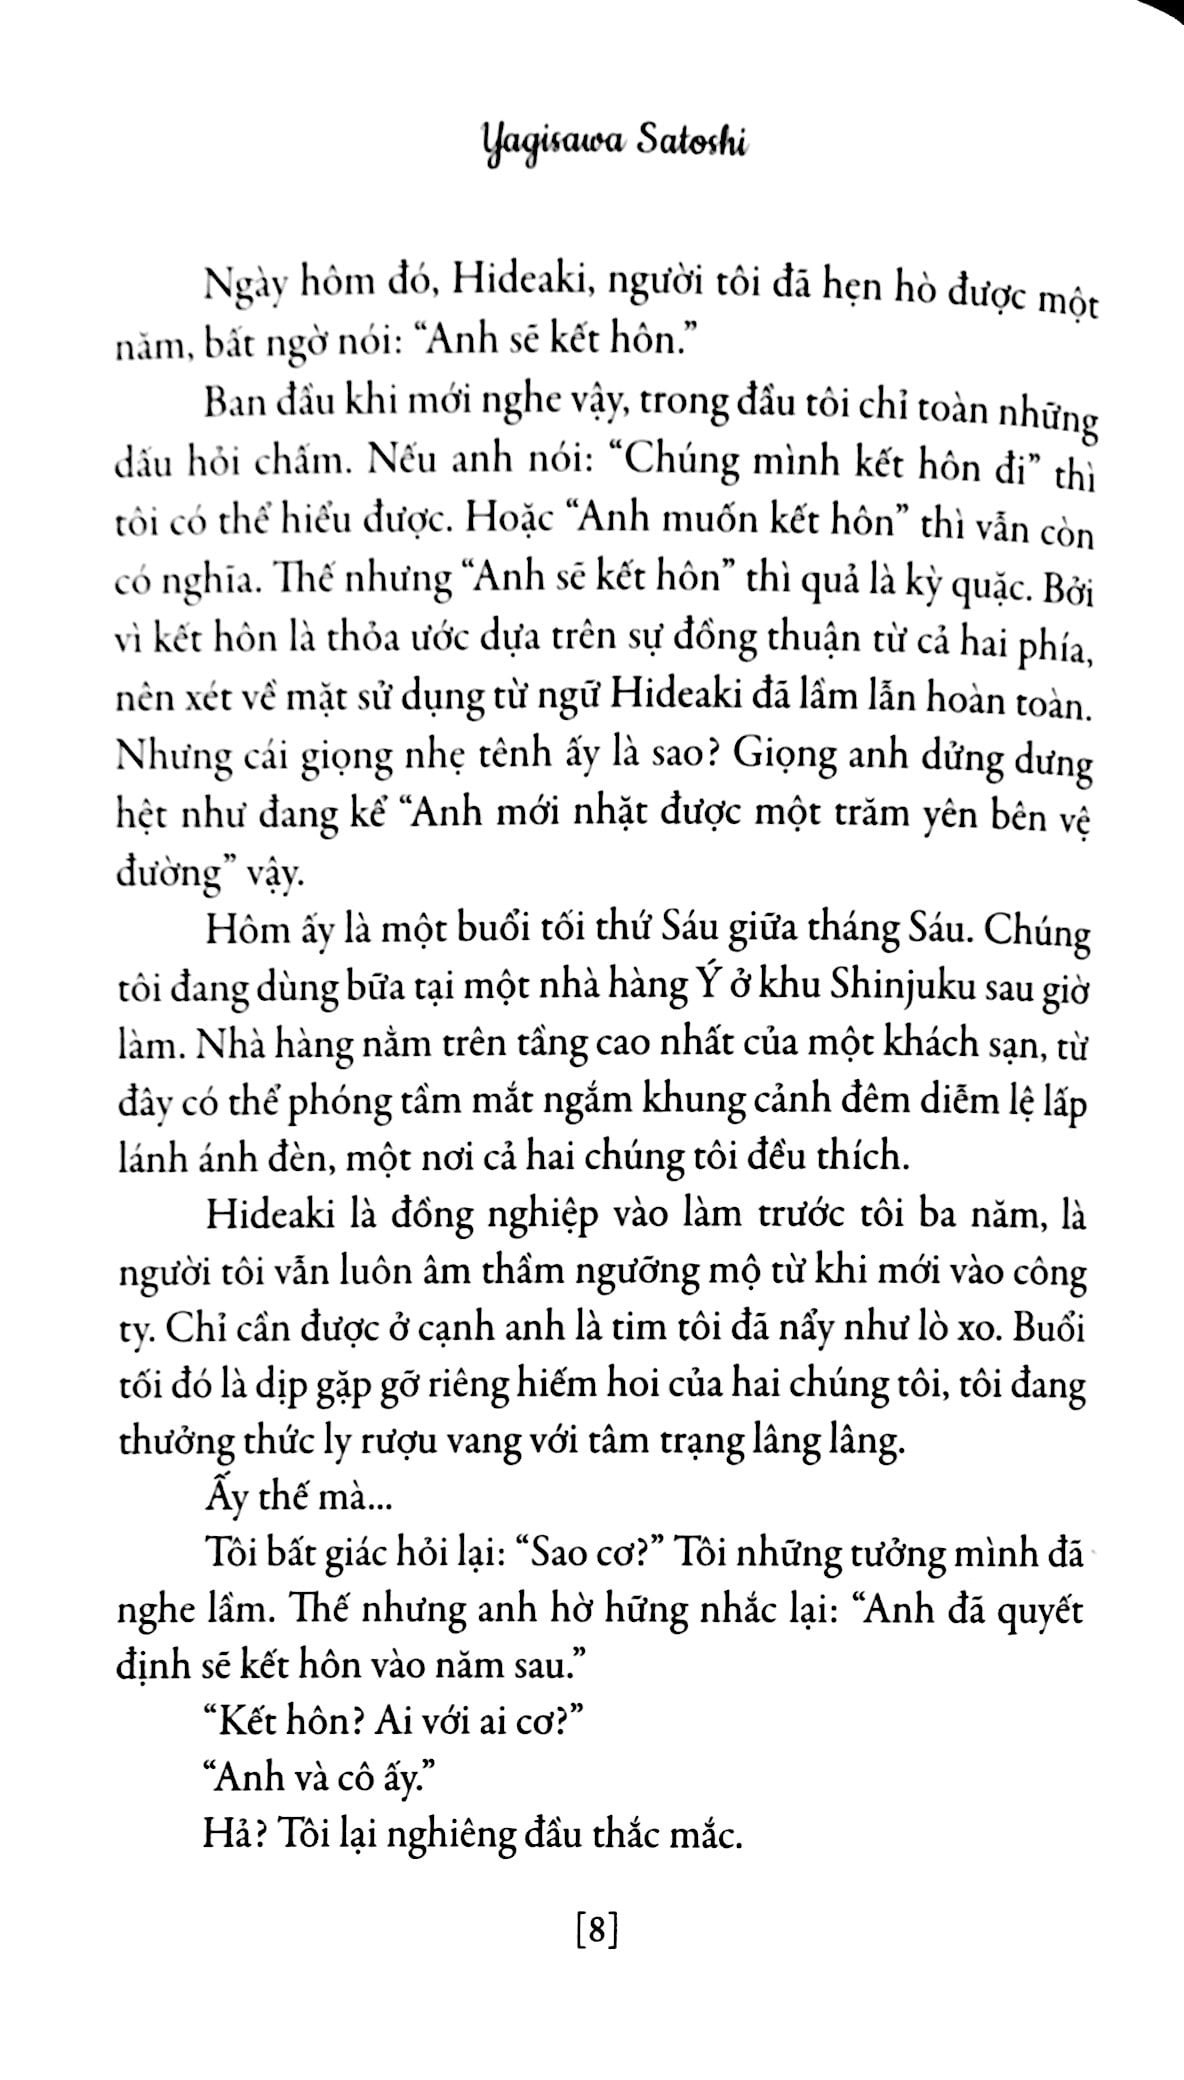 Yagisawa Satoshi
Ngày hôm đó, Hideaki, người tôi đã hẹn hò được một
năm, bất ngờ nói: “Anh sẽ kết hôn.”
Ban đầu khi mới nghe vậy, trong đầu tôi chỉ toàn những
dấu hỏi chấm. Nếu anh nói: “Chúng mình kết hôn đi” thì
tôi có thể hiểu được. Hoặc “Anh muốn kết hôn” thì vẫn còn
có nghĩa. Thế nhưng “Anh sẽ kết hôn” thì quả là kỳ quặc. Bởi
vì kết hôn là thỏa ước dựa trên sự đồng thuận từ cả hai phía,
nên xét về mặt sử dụng từ ngữ Hideaki đã lầm lẫn hoàn toàn.
Nhưng cái giọng nhẹ tênh ấy là sao? Giọng anh dửng dưng
hệt như đang kể “Anh mới nhặt được một trăm yên bên vệ
đường” vậy.
Hôm ấy là một buổi tối thứ Sáu giữa tháng Sáu. Chúng
tôi đang dùng bữa tại một nhà hàng Ý ở khu Shinjuku sau giờ
làm. Nhà hàng nằm trên tầng cao nhất của một khách sạn, từ
đây có thể phóng tầm mắt ngắm khung cảnh đêm diễm lệ lấp
lánh ánh đèn, một nơi cả hai chúng tôi đều thích.
Hideaki là đồng nghiệp vào làm trước tôi ba năm, là
người tôi vẫn luôn âm thầm ngưỡng mộ từ khi mới vào công
ty. Chỉ cần được ở cạnh anh là tim tôi đã nẩy như lò xo. Buổi
tối đó là dịp gặp gỡ riêng hiếm hoi của hai chúng tôi, tôi đang
thưởng thức ly rượu vang với tâm trạng lâng lâng.
Ấy thế mà...
Tôi bất giác hỏi lại: “Sao cơ?” Tôi những tưởng mình đã
nghe lầm. Thế nhưng anh hờ hững nhắc lại: “Anh đã quyết
định sẽ kết hôn vào năm sau.”
“Kết hôn? Ai với ai cơ?”
“Anh và cô ấy.”
Hả? Tôi lại nghiêng đầu thắc mắc.
[8]